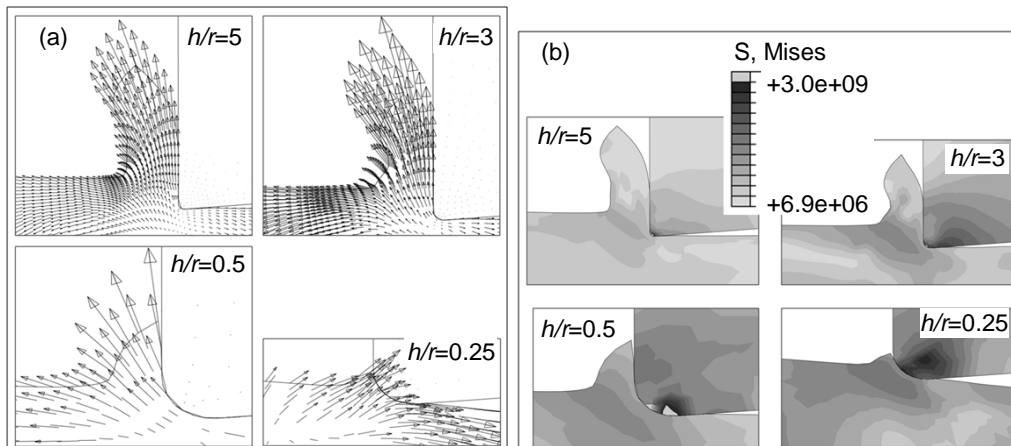 (a)
h/r=5
h/r=3
h/r=0.5
h/r=0.25
(b)
S, Mises
+3.0e+09
+6.9e+06
h/r=5
h/r=3
h/r=0.5
h/r=0.25